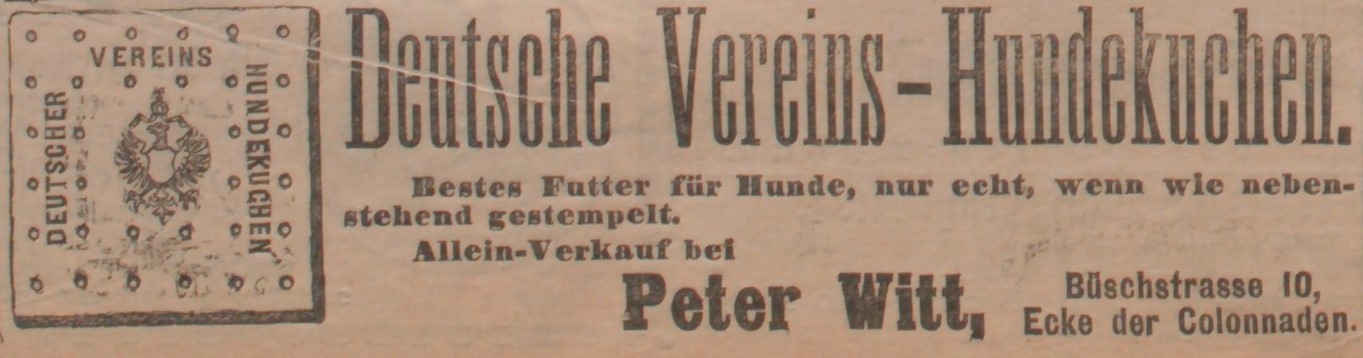 VEREINS
DEUTSCHER
HUNDEKUCHEN
Deutsche Vereins-Hundekuchen.
Bestes Futter für Hunde, nur echt, wenn wie neben-
stehend gestempelt.
Allein-Verkauf bei
Peter Witt,
Büschstrasse 10,
Ecke der Colonnaden.